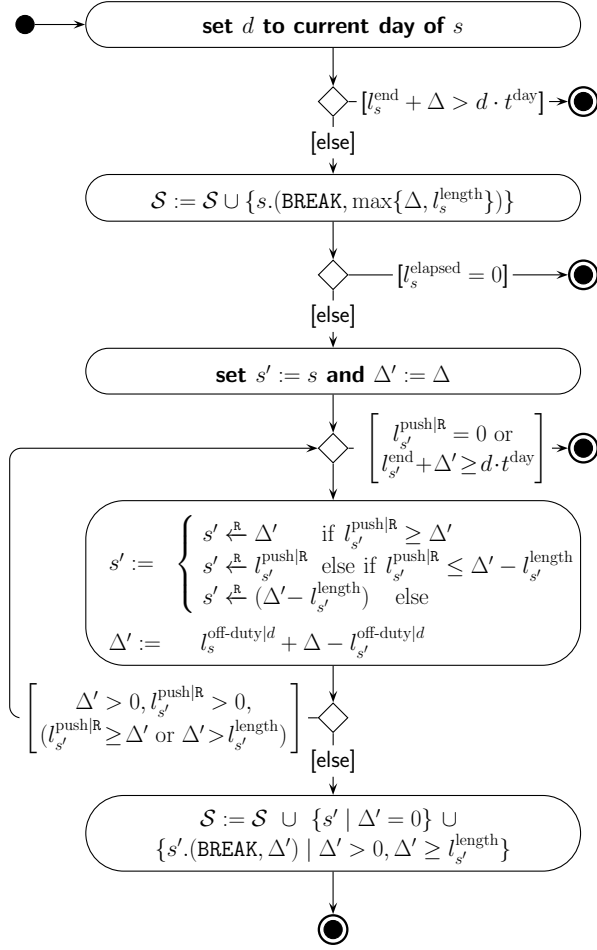 set d to current day of s
[l_s^end + Δ > d · t^day]
[else]
𝒮 := 𝒮 ∪ {s.(BREAK, max{Δ, l_s^length})}
[l_s^elapsed = 0]
[else]
set s′ := s and Δ′ := Δ
[l_{s′}^{push|R} = 0 or
l_{s′}^end + Δ′ ≥ d · t^day]
s′ ←^R Δ′ if l_{s′}^{push|R} ≥ Δ′
s′ := { s′ ←^R l_{s′}^{push|R} else if l_{s′}^{push|R} ≤ Δ′ − l_{s′}^length
s′ ←^R (Δ′ − l_{s′}^length) else
Δ′ := l_s^{off-duty|d} + Δ − l_{s′}^{off-duty|d}
[Δ′ > 0, l_{s′}^{push|R} > 0,
(l_{s′}^{push|R} ≥ Δ′ or Δ′ > l_{s′}^length)]
[else]
𝒮 := 𝒮 ∪ {s′ | Δ′ = 0} ∪
{s′.(BREAK, Δ′) | Δ′ > 0, Δ′ ≥ l_{s′}^length}